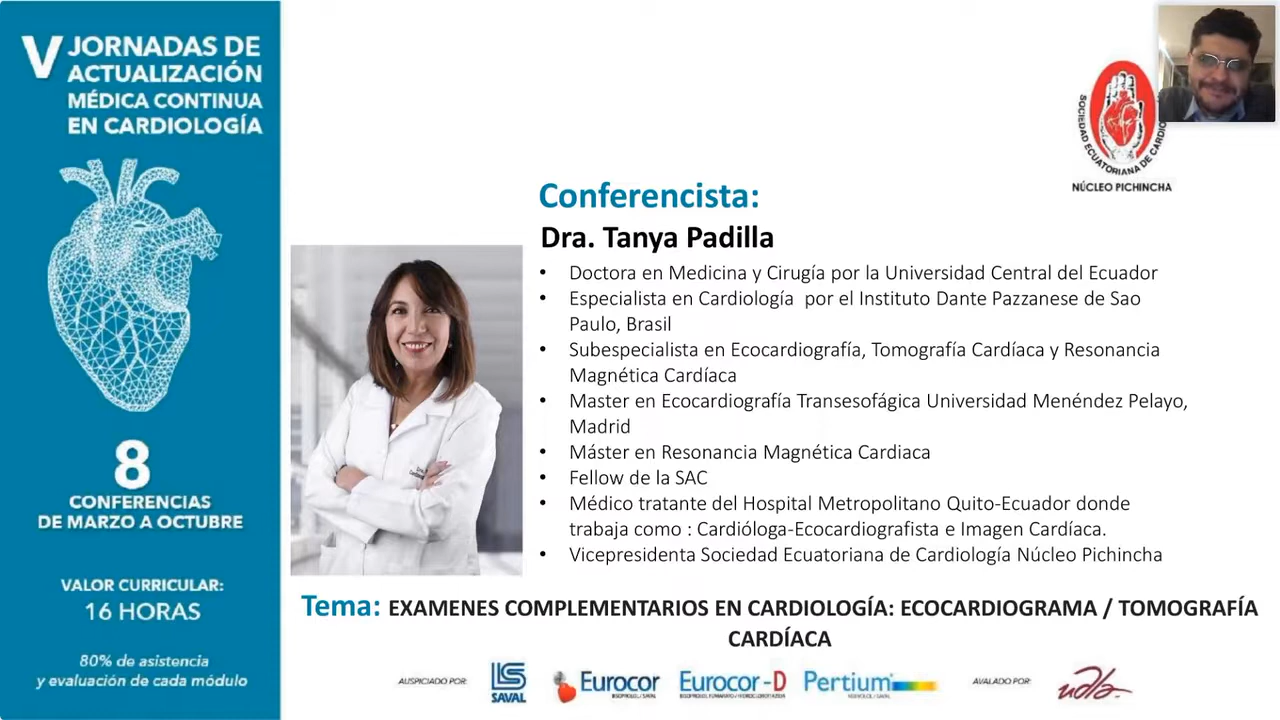 V JORNADAS DE
ACTUALIZACIÓN
MÉDICA CONTINUA
EN CARDIOLOGÍA
8
CONFERENCIAS
DE MARZO A OCTUBRE
VALOR CURRICULAR:
16 HORAS
80% de asistencia
y evaluación de cada módulo
SOCIEDAD ECUATORIANA DE CARDIO
NÚCLEO PICHINCHA
Conferencista:
Dra. Tanya Padilla
• Doctora en Medicina y Cirugía por la Universidad Central del Ecuador
• Especialista en Cardiología por el Instituto Dante Pazzanese de Sao
Paulo, Brasil
• Subespecialista en Ecocardiografía, Tomografía Cardíaca y Resonancia
Magnética Cardíaca
• Master en Ecocardiografía Transesofágica Universidad Menéndez Pelayo,
Madrid
• Máster en Resonancia Magnética Cardiaca
• Fellow de la SAC
• Médico tratante del Hospital Metropolitano Quito-Ecuador donde
trabaja como : Cardióloga-Ecocardiografista e Imagen Cardíaca.
• Vicepresidenta Sociedad Ecuatoriana de Cardiología Núcleo Pichincha
Tema: EXAMENES COMPLEMENTARIOS EN CARDIOLOGÍA: ECOCARDIOGRAMA / TOMOGRAFÍA
CARDÍACA
AUSPICIADO POR:
SAVAL
Eurocor
BISOPROLOL / SAVAL
Eurocor-D
Pertium
NEBIVOLOL / SAVAL
AVALADO POR:
udla